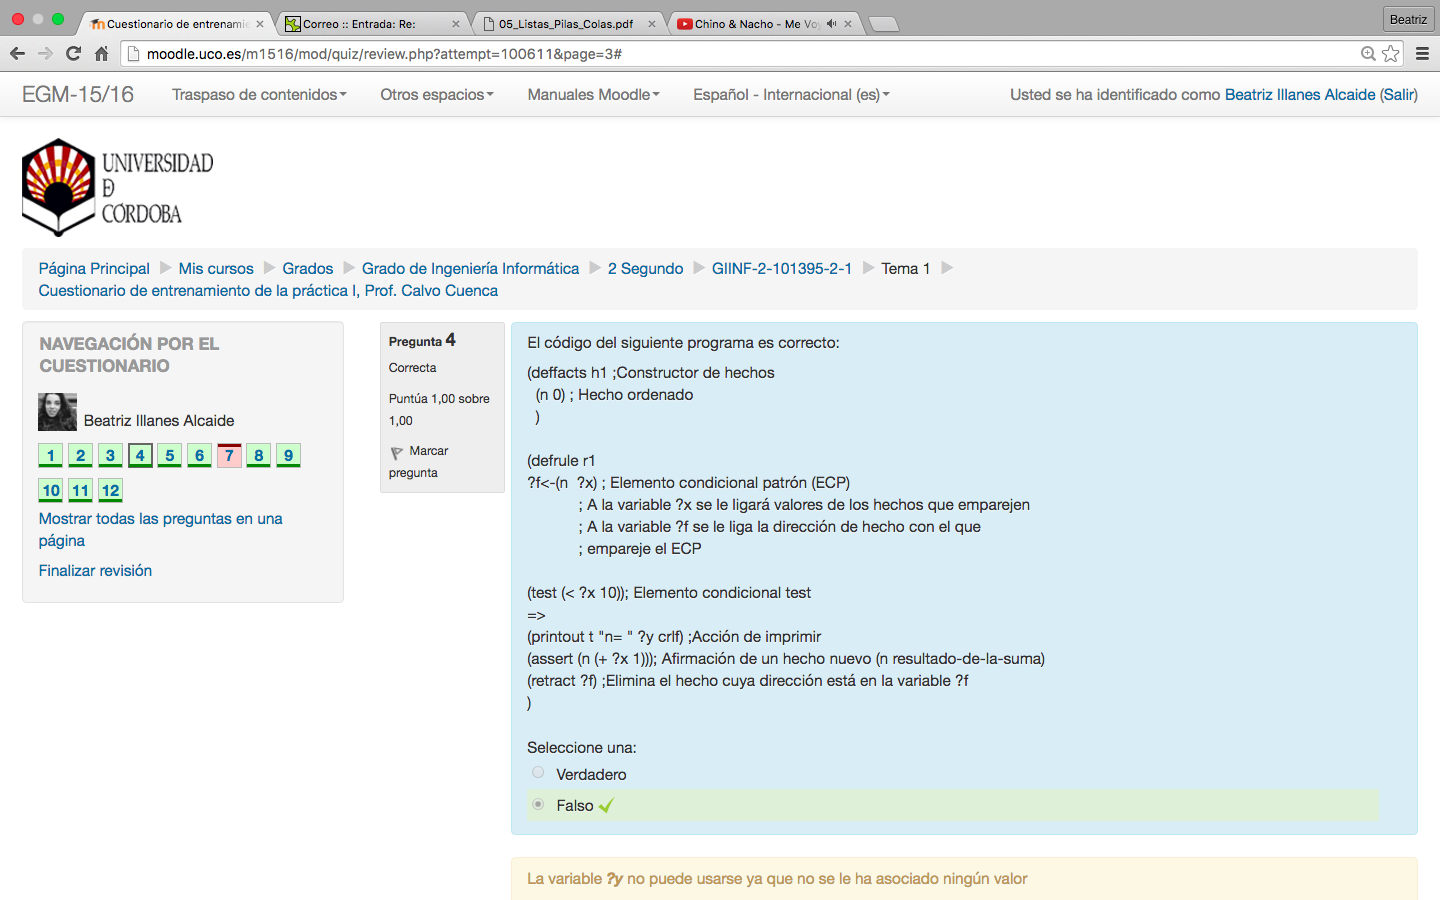 Cuestionario de entrenamie
Correo :: Entrada: Re:
05_Listas_Pilas_Colas.pdf
Chino & Nacho - Me Voy
Beatriz
moodle.uco.es/m1516/mod/quiz/review.php?attempt=100611&page=3#
EGM-15/16 Traspaso de contenidos Otros espacios Manuales Moodle Español - Internacional (es) Usted se ha identificado como Beatriz Illanes Alcaide (Salir)
UNIVERSIDAD
D
CÓRDOBA
Página Principal Mis cursos Grados Grado de Ingeniería Informática 2 Segundo GIINF-2-101395-2-1 Tema 1
Cuestionario de entrenamiento de la práctica I, Prof. Calvo Cuenca
NAVEGACIÓN POR EL
CUESTIONARIO
Beatriz Illanes Alcaide
1 2 3 4 5 6 7 8 9
10 11 12
Mostrar todas las preguntas en una
página
Finalizar revisión
Pregunta 4
Correcta
Puntúa 1,00 sobre
1,00
Marcar
pregunta
El código del siguiente programa es correcto:
(deffacts h1 ;Constructor de hechos
(n 0) ; Hecho ordenado
)
(defrule r1
?f<-(n ?x) ; Elemento condicional patrón (ECP)
; A la variable ?x se le ligará valores de los hechos que emparejen
; A la variable ?f se le liga la dirección de hecho con el que
; empareje el ECP
(test (< ?x 10)); Elemento condicional test
=>
(printout t "n= " ?y crlf) ;Acción de imprimir
(assert (n (+ ?x 1))); Afirmación de un hecho nuevo (n resultado-de-la-suma)
(retract ?f) ;Elimina el hecho cuya dirección está en la variable ?f
)
Seleccione una:
Verdadero
Falso
La variable ?y no puede usarse ya que no se le ha asociado ningún valor